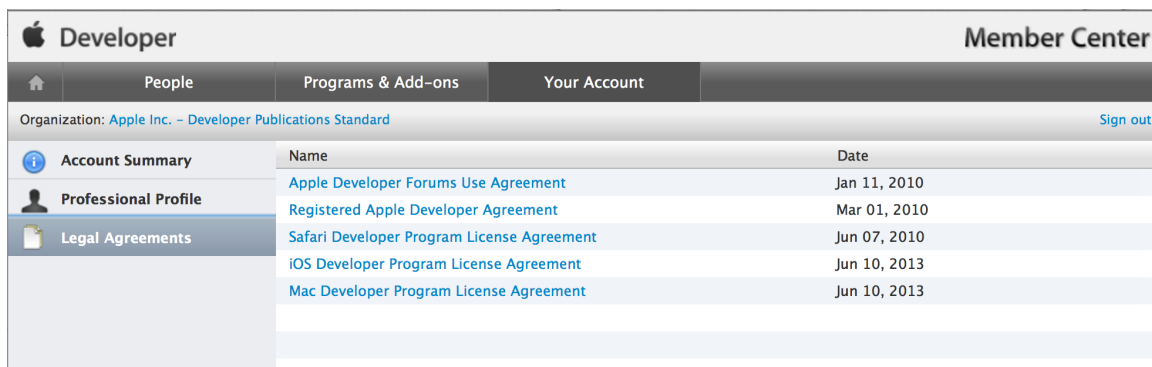 Developer Member Center
People Programs & Add-ons Your Account
Organization: Apple Inc. - Developer Publications Standard Sign out
Account Summary
Professional Profile
Legal Agreements
Name Date
Apple Developer Forums Use Agreement Jan 11, 2010
Registered Apple Developer Agreement Mar 01, 2010
Safari Developer Program License Agreement Jun 07, 2010
iOS Developer Program License Agreement Jun 10, 2013
Mac Developer Program License Agreement Jun 10, 2013